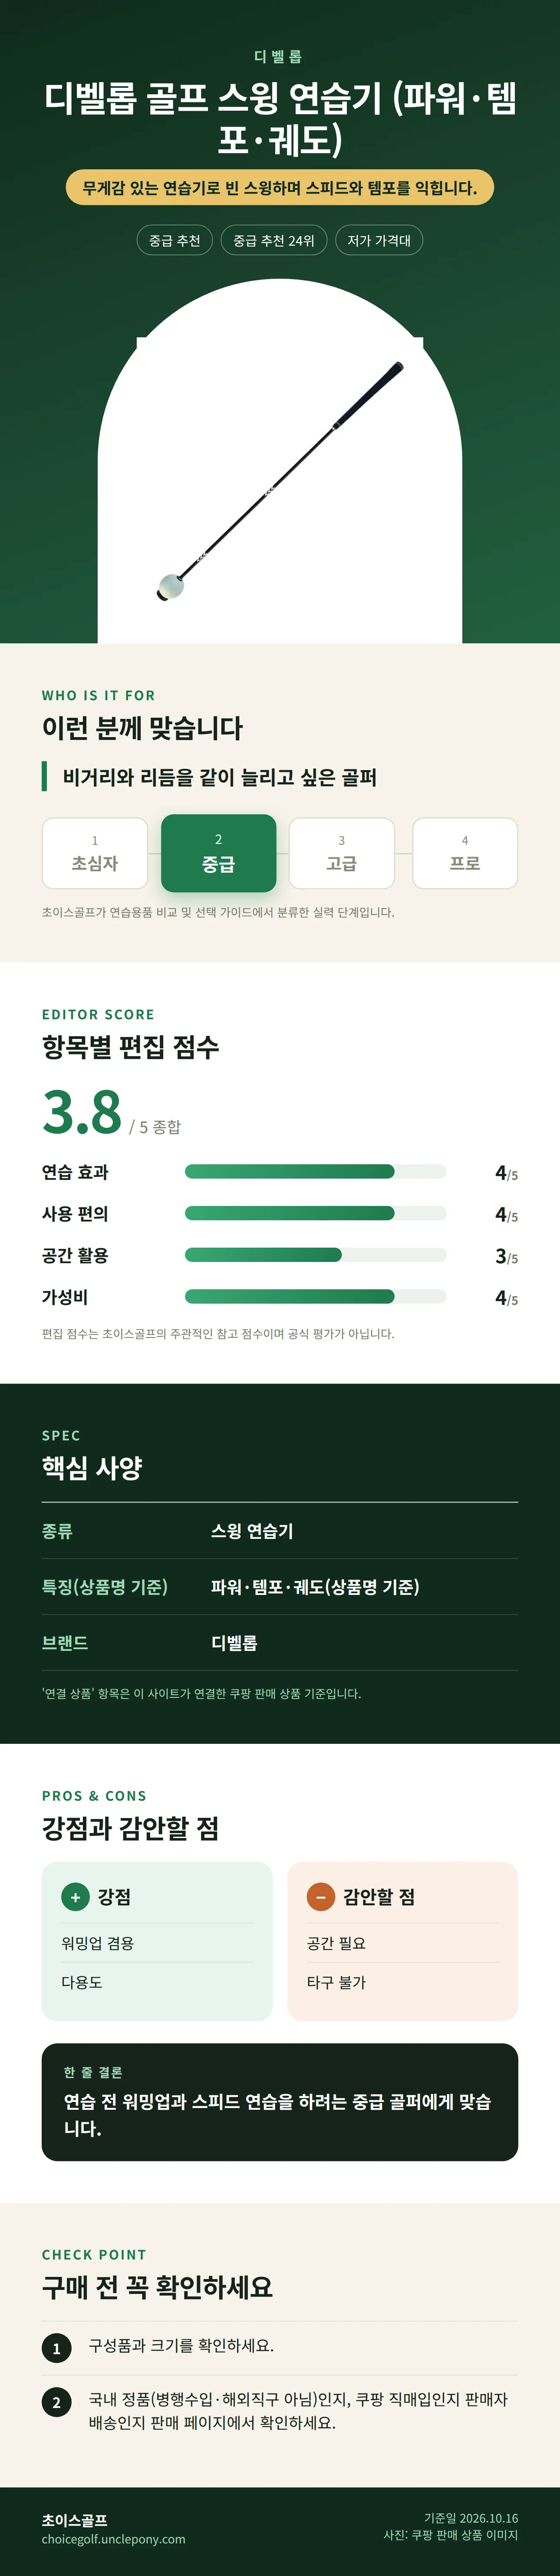 디벨롭
디벨롭 골프 스윙 연습기 (파워·템
포·궤도)
무게감 있는 연습기로 빈 스윙하며 스피드와 템포를 익힙니다.
중급 추천
중급 추천 24위
저가 가격대
WHO IS IT FOR
이런 분께 맞습니다
비거리와 리듬을 같이 늘리고 싶은 골퍼
1
초심자
2
중급
3
고급
4
프로
초이스골프가 연습용품 비교 및 선택 가이드에서 분류한 실력 단계입니다.
EDITOR SCORE
항목별 편집 점수
3.8 / 5 종합
연습 효과 4/5
사용 편의 4/5
공간 활용 3/5
가성비 4/5
편집 점수는 초이스골프의 주관적인 참고 점수이며 공식 평가가 아닙니다.
SPEC
핵심 사양
종류 스윙 연습기
특징(상품명 기준) 파워·템포·궤도(상품명 기준)
브랜드 디벨롭
'연결 상품' 항목은 이 사이트가 연결한 쿠팡 판매 상품 기준입니다.
PROS & CONS
강점과 감안할 점
+ 강점
워밍업 겸용
다용도
− 감안할 점
공간 필요
타구 불가
한 줄 결론
연습 전 워밍업과 스피드 연습을 하려는 중급 골퍼에게 맞습
니다.
CHECK POINT
구매 전 꼭 확인하세요
1 구성품과 크기를 확인하세요.
2 국내 정품(병행수입·해외직구 아님)인지, 쿠팡 직매입인지 판매자
배송인지 판매 페이지에서 확인하세요.
초이스골프
choicegolf.unclepony.com
기준일 2026.10.16
사진: 쿠팡 판매 상품 이미지